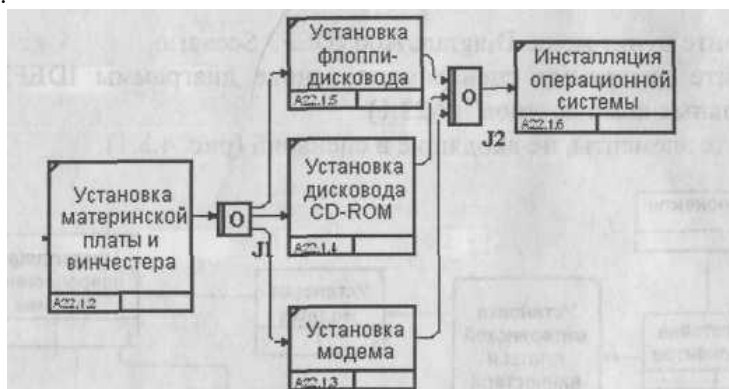 Установка
материнской
платы и
винчестера
A22.1.2
O
J1
Установка
флоппи-
дисковода
A22.1.5
Установка
дисковода
CD-ROM
A22.1.4
Установка
модема
A22.1.3
O
J2
Инсталляция
операционной
системы
A22.1.6